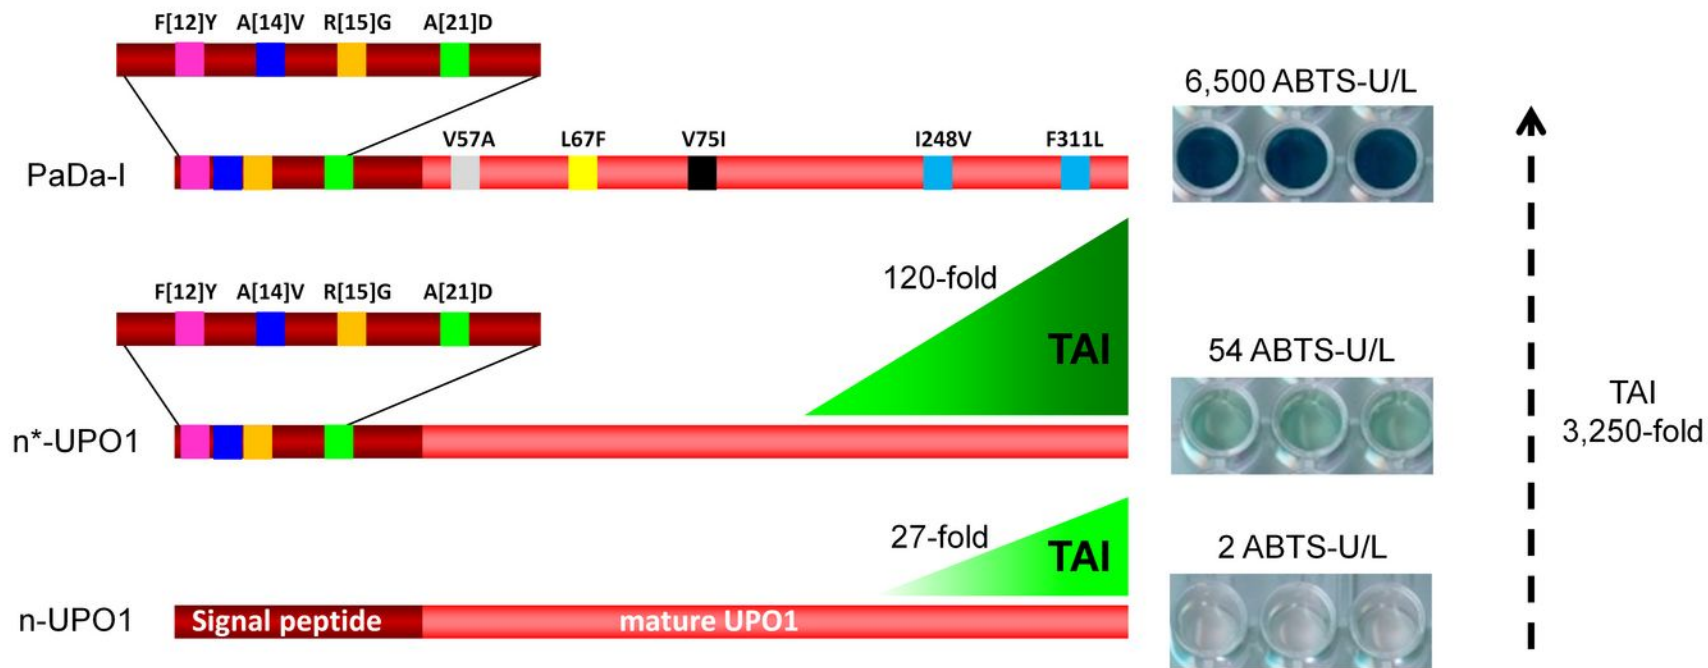 F[12]Y A[14]V R[15]G A[21]D
6,500 ABTS-U/L
V57A L67F V75I I248V F311L
PaDa-I
120-fold
F[12]Y A[14]V R[15]G A[21]D
TAI
54 ABTS-U/L
TAI
3,250-fold
n*-UPO1
27-fold
TAI
2 ABTS-U/L
n-UPO1
Signal peptide
mature UPO1